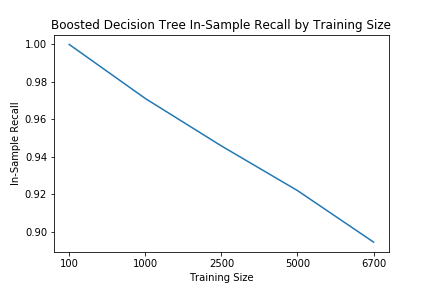 Boosted Decision Tree In-Sample Recall by Training Size
1.00
0.98
0.96
0.94
0.92
0.90
In-Sample Recall
100 1000 2500 5000 6700
Training Size